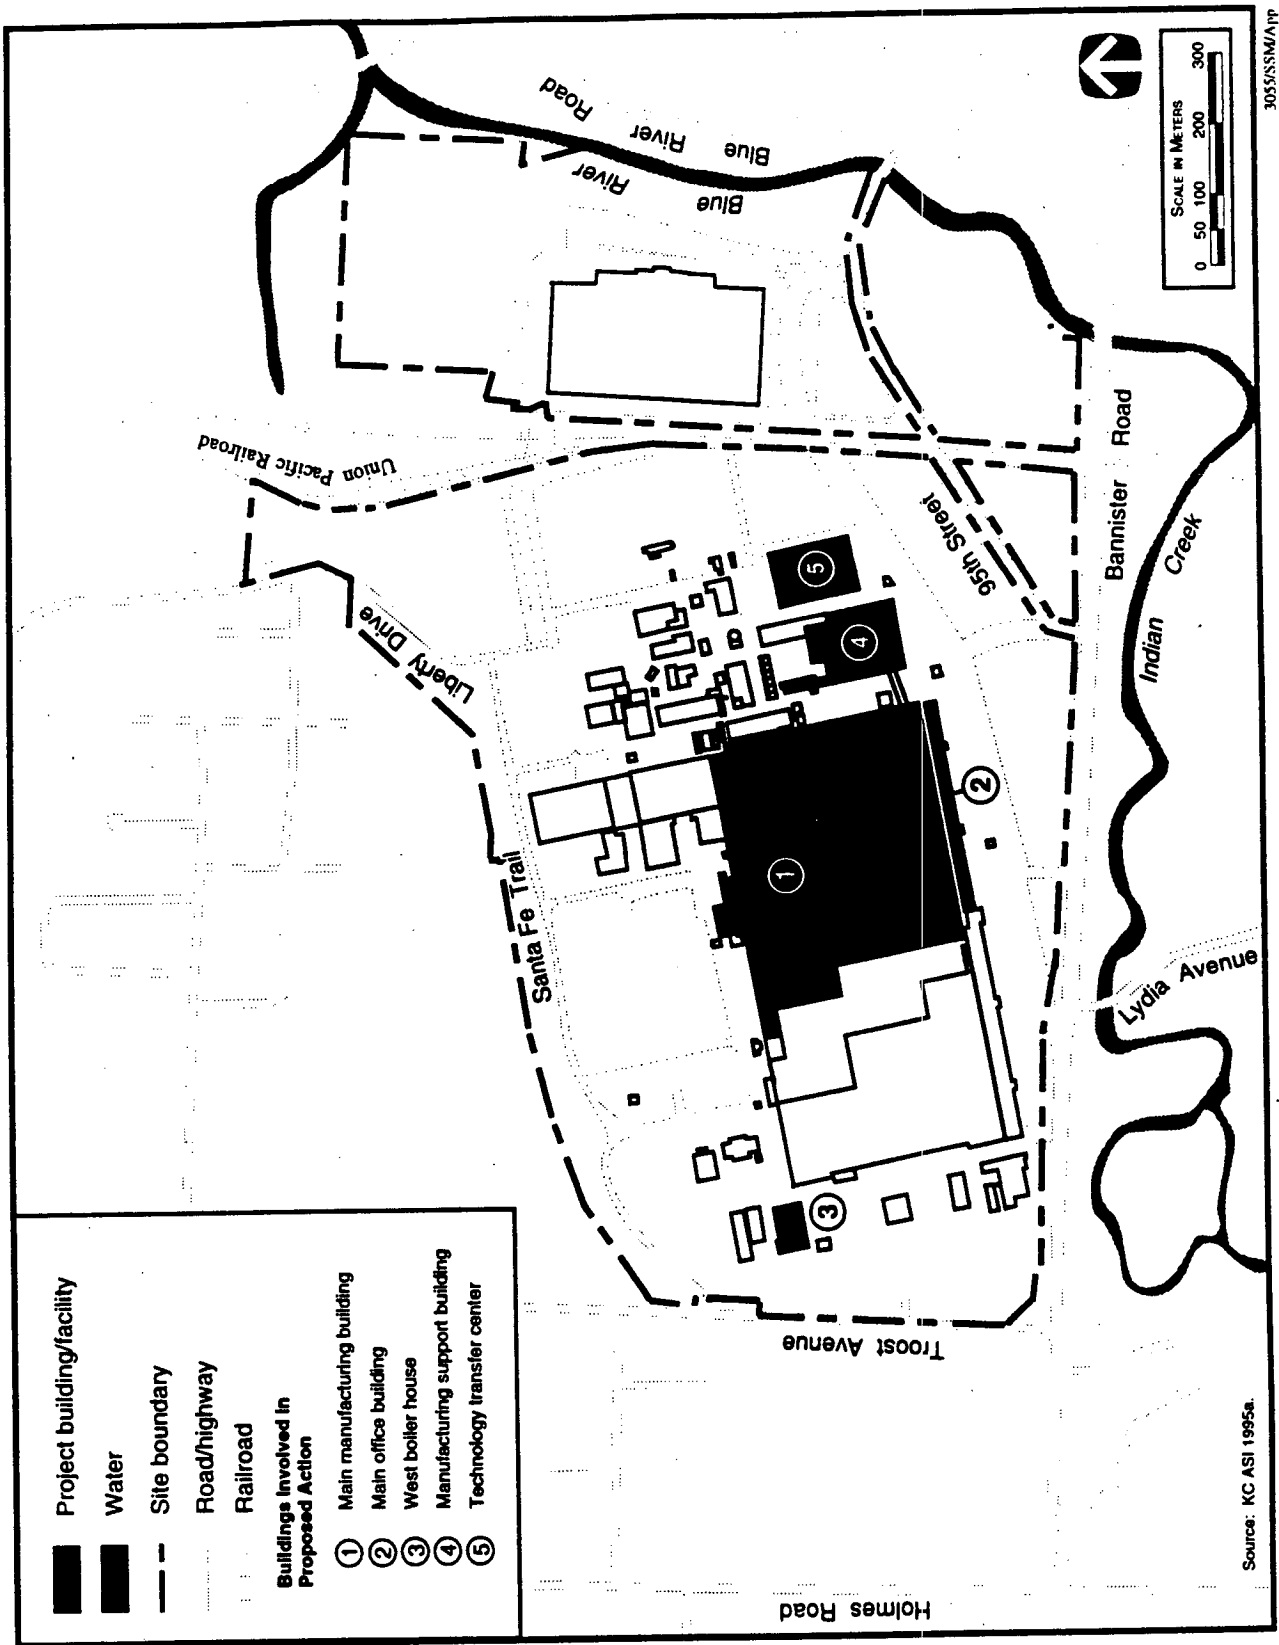 Project building/facility
Water
Site boundary
Road/highway
Railroad
Buildings Involved in
Proposed Action
1 Main manufacturing building
2 Main office building
3 West boiler house
4 Manufacturing support building
5 Technology transfer center
Holmes Road
Troost Avenue
Santa Fe Trail
Liberty Drive
Union Pacific Railroad
Blue River
Blue River Road
95th Street
Bannister Road
Indian Creek
Lydia Avenue
1
2
3
4
5
SCALE IN METERS
0 50 100 200 300
Source: KC ASI 1995a.
3055/SSM/App